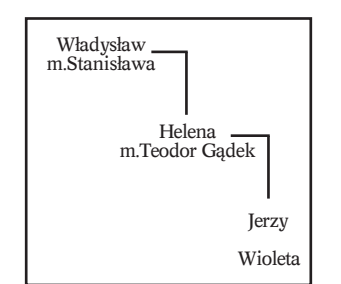 Władysław
m.Stanisława
Helena
m.Teodor Gądek
Jerzy
Wioleta